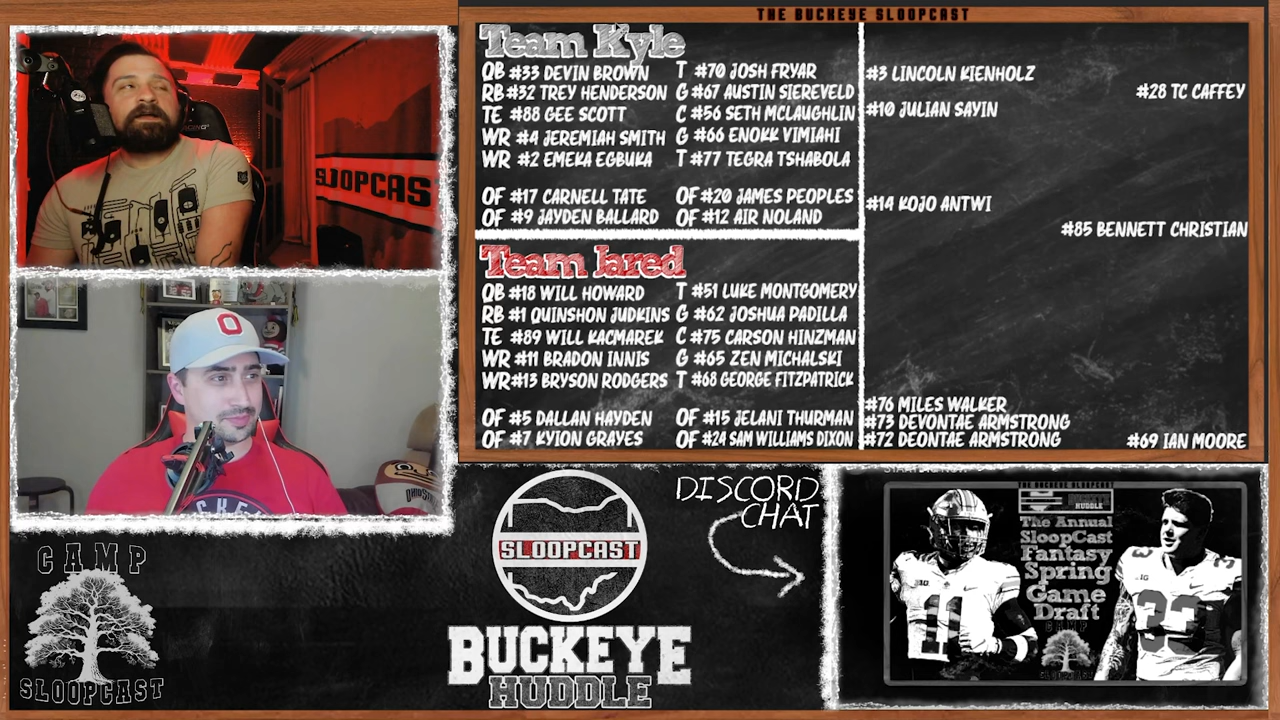 THE BUCKEYE SLOOPCAST
Team Kyle
QB #33 DEVIN BROWN
RB #32 TREY HENDERSON
TE #88 GEE SCOTT
WR #4 JEREMIAH SMITH
WR #2 EMEKA EGBUKA
T #70 JOSH FRYAR
G #67 AUSTIN SIEREVELD
C #56 SETH MCLAUGHLIN
G #66 ENOKK VIMIAHI
T #77 TEGRA TSHABOLA
OF #17 CARNELL TATE
OF #9 JAYDEN BALLARD
OF #20 JAMES PEOPLES
OF #12 AIR NOLAND
Team Jared
QB #18 WILL HOWARD
RB #1 QUINSHON JUDKINS
TE #89 WILL KACMAREK
WR #11 BRADON INNIS
WR #13 BRYSON RODGERS
T #51 LUKE MONTGOMERY
G #62 JOSHUA PADILLA
C #75 CARSON HINZMAN
G #65 ZEN MICHALSKI
T #68 GEORGE FITZPATRICK
OF #5 DALLAN HAYDEN
OF #7 KYION GRAYES
OF #15 JELANI THURMAN
OF #24 SAM WILLIAMS DIXON
#3 LINCOLN KIENHOLZ
#28 TC CAFFEY
#10 JULIAN SAYIN
#14 KOJO ANTWI
#85 BENNETT CHRISTIAN
#76 MILES WALKER
#73 DEVONTAE ARMSTRONG
#72 DEONTAE ARMSTRONG
#69 IAN MOORE
SLOOPCAS
O
CAMP
SLOOPCAST
SLOOPCAST
BUCKEYE
HUDDLE
DISCORD
CHAT
THE BUCKEYE SLOOPCAST
BUCKEYE
HUDDLE
The Annual
SloopCast
Fantasy
Spring
Game
Draft
CAMP
11
33